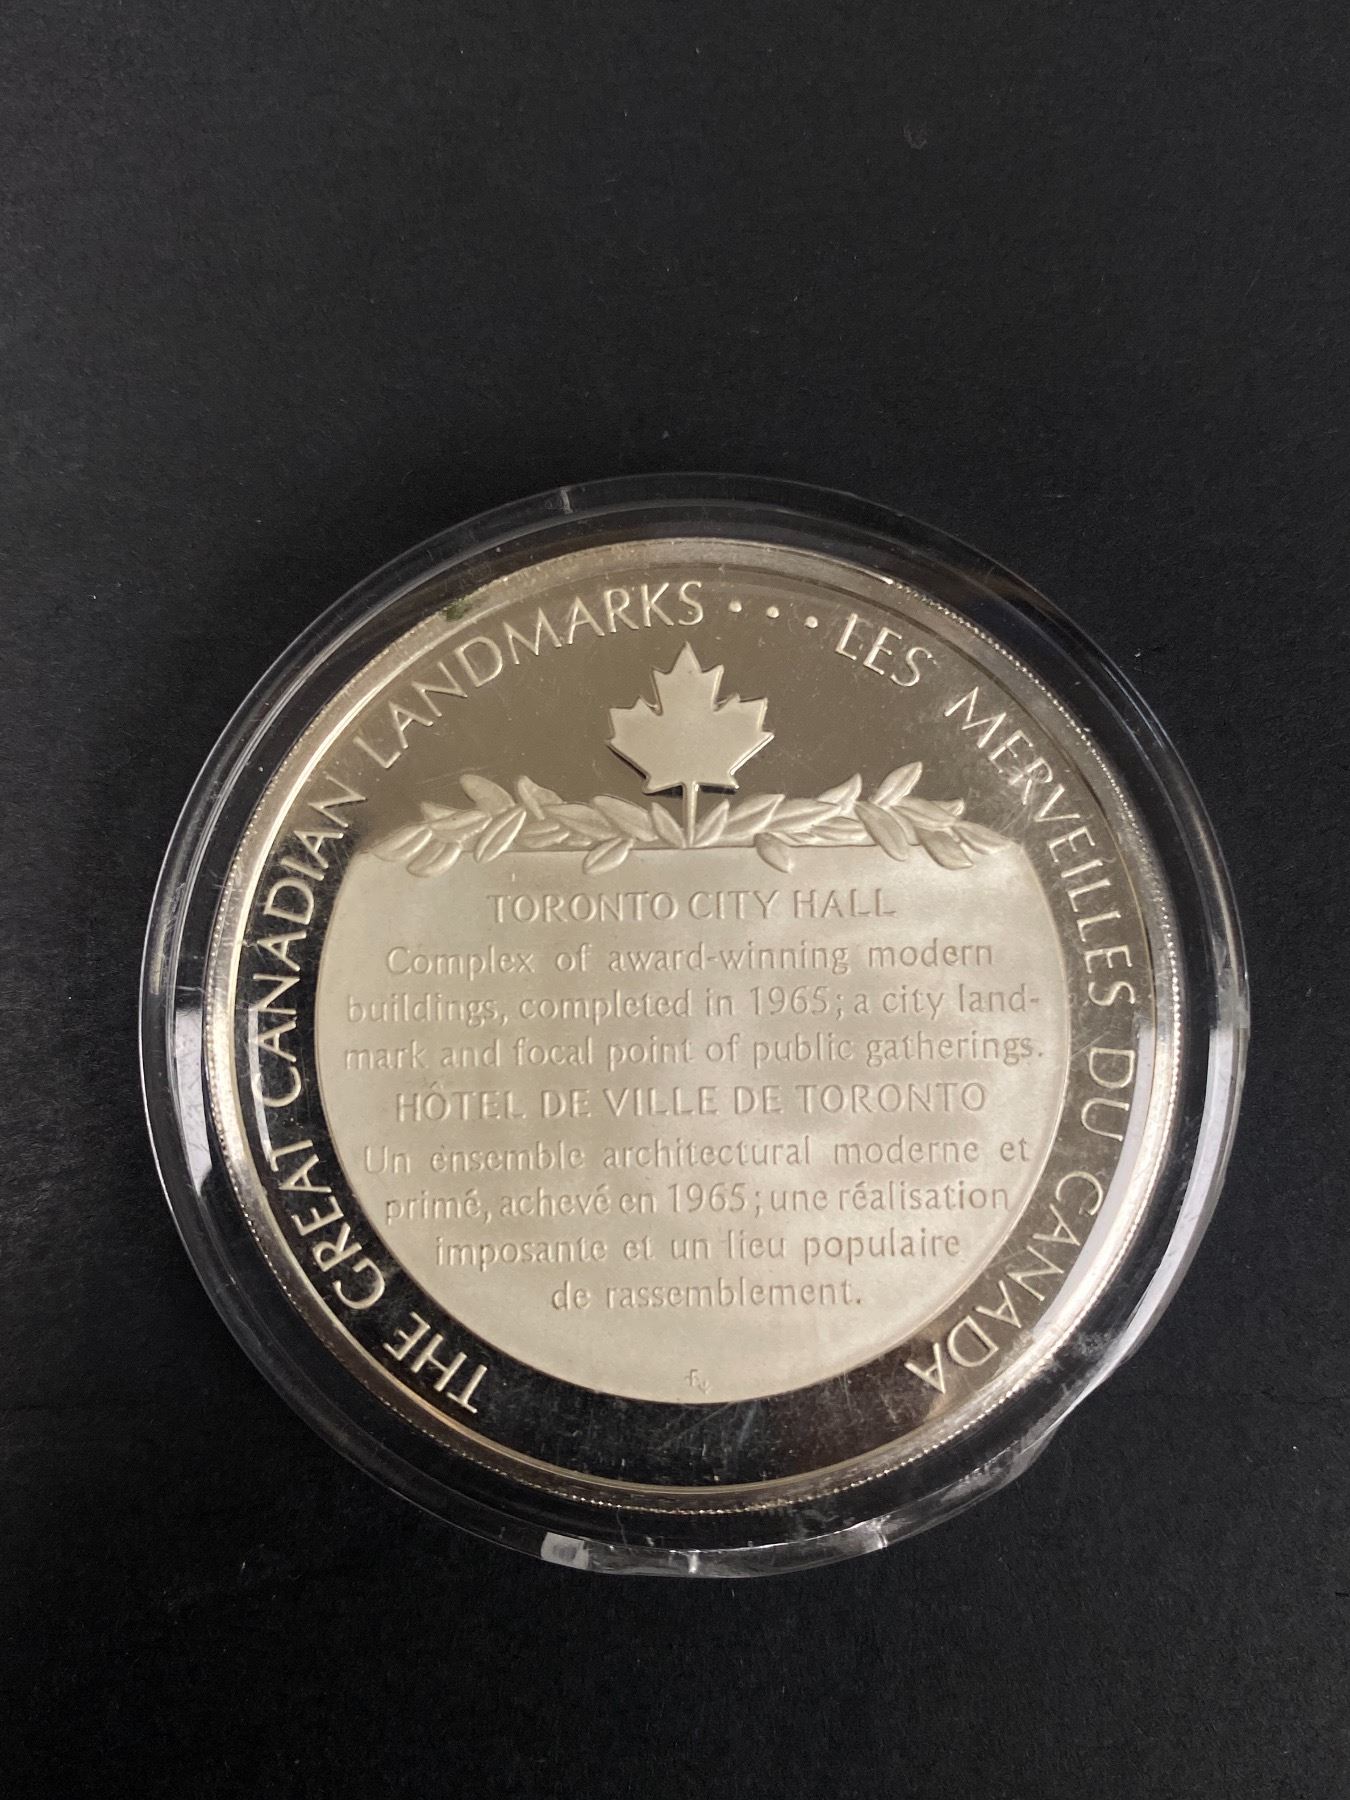 THE GREAT CANADIAN LANDMARKS . . . LES MERVEILLES DU CANADA
TORONTO CITY HALL
Complex of award-winning modern
buildings, completed in 1965; a city land-
mark and focal point of public gatherings.
HÔTEL DE VILLE DE TORONTO
Un ensemble architectural moderne et
primé, achevé en 1965; une réalisation
imposante et un lieu populaire
de rassemblement.